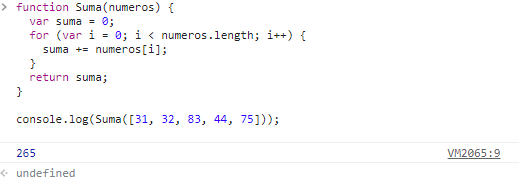 > function Suma(numeros) {
    var suma = 0;
    for (var i = 0; i < numeros.length; i++) {
      suma += numeros[i];
    }
    return suma;
  }

  console.log(Suma([31, 32, 83, 44, 75]));
  265 VM2065:9
<· undefined